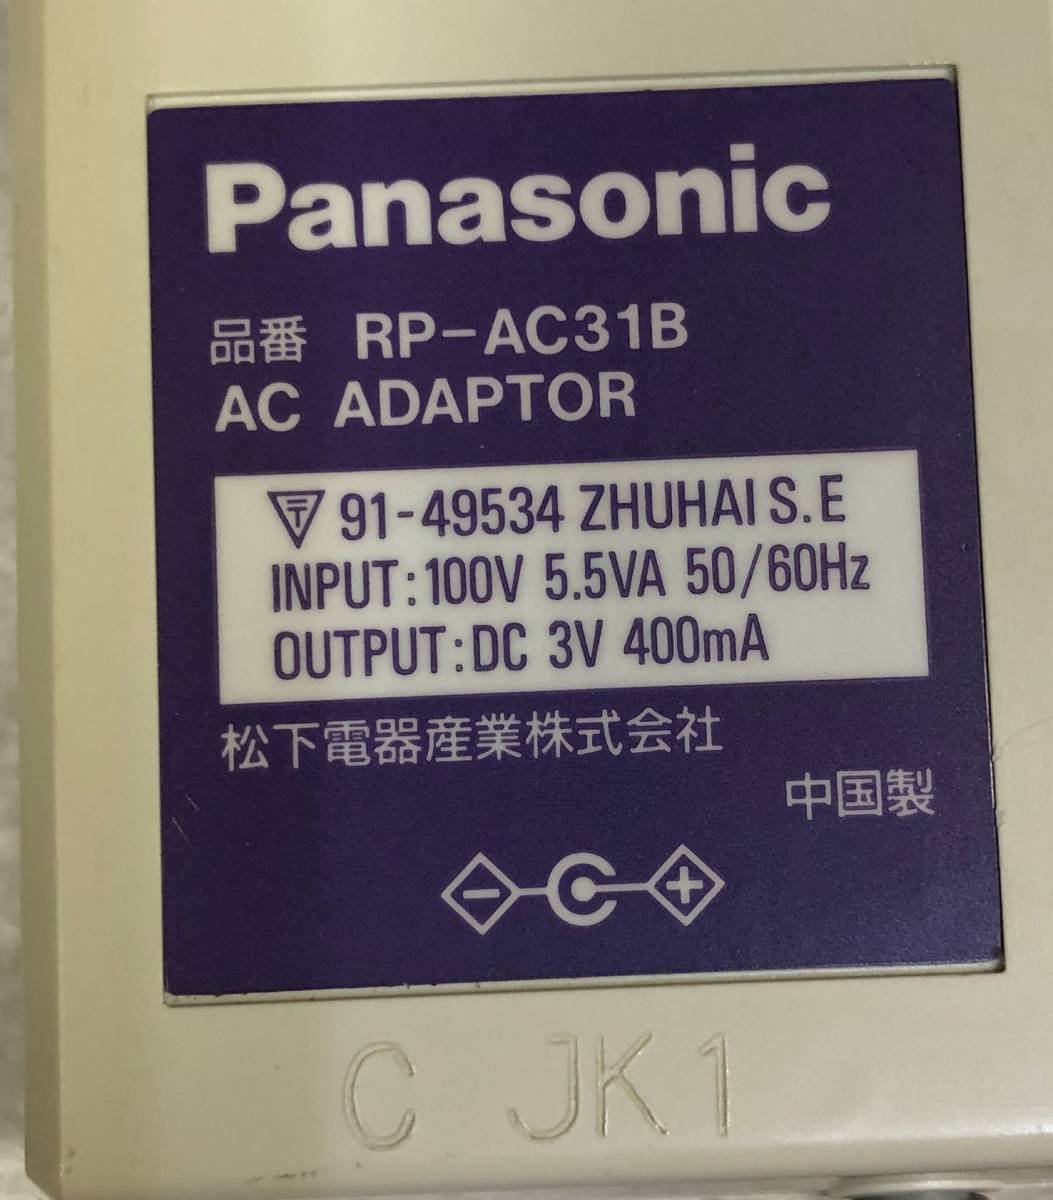 Panasonic
品番 RP-AC31B
AC ADAPTOR
〒 91-49534 ZHUHAI S.E
INPUT:100V 5.5VA 50/60Hz
OUTPUT:DC 3V 400mA
松下電器産業株式会社
中国製
- +
C JK1